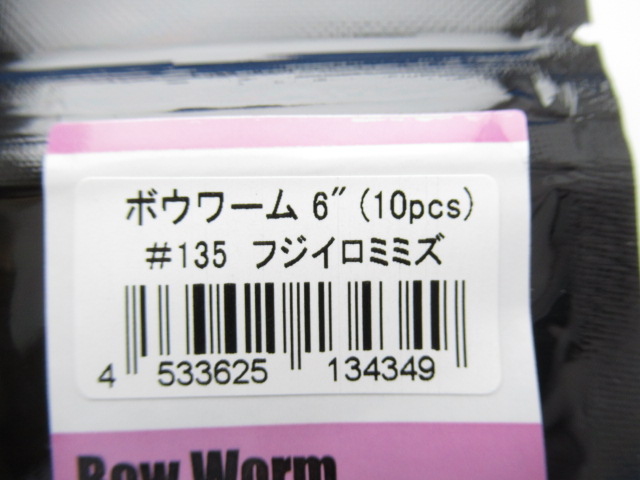 ボウワーム 6" (10pcs)
#135 フジイロミミズ
4 533625 134349
Bow Worm